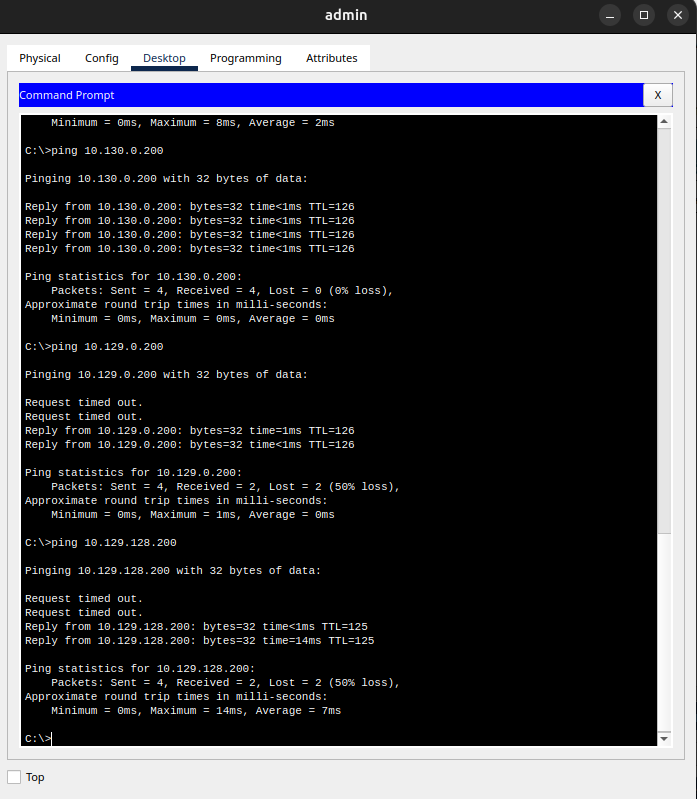 admin
Physical Config Desktop Programming Attributes
Command Prompt X
Minimum = 0ms, Maximum = 8ms, Average = 2ms
C:\>ping 10.130.0.200
Pinging 10.130.0.200 with 32 bytes of data:
Reply from 10.130.0.200: bytes=32 time<1ms TTL=126
Reply from 10.130.0.200: bytes=32 time<1ms TTL=126
Reply from 10.130.0.200: bytes=32 time<1ms TTL=126
Reply from 10.130.0.200: bytes=32 time<1ms TTL=126
Ping statistics for 10.130.0.200:
Packets: Sent = 4, Received = 4, Lost = 0 (0% loss),
Approximate round trip times in milli-seconds:
Minimum = 0ms, Maximum = 0ms, Average = 0ms
C:\>ping 10.129.0.200
Pinging 10.129.0.200 with 32 bytes of data:
Request timed out.
Request timed out.
Reply from 10.129.0.200: bytes=32 time=1ms TTL=126
Reply from 10.129.0.200: bytes=32 time<1ms TTL=126
Ping statistics for 10.129.0.200:
Packets: Sent = 4, Received = 2, Lost = 2 (50% loss),
Approximate round trip times in milli-seconds:
Minimum = 0ms, Maximum = 1ms, Average = 0ms
C:\>ping 10.129.128.200
Pinging 10.129.128.200 with 32 bytes of data:
Request timed out.
Request timed out.
Reply from 10.129.128.200: bytes=32 time<1ms TTL=125
Reply from 10.129.128.200: bytes=32 time=14ms TTL=125
Ping statistics for 10.129.128.200:
Packets: Sent = 4, Received = 2, Lost = 2 (50% loss),
Approximate round trip times in milli-seconds:
Minimum = 0ms, Maximum = 14ms, Average = 7ms
C:\>
Top